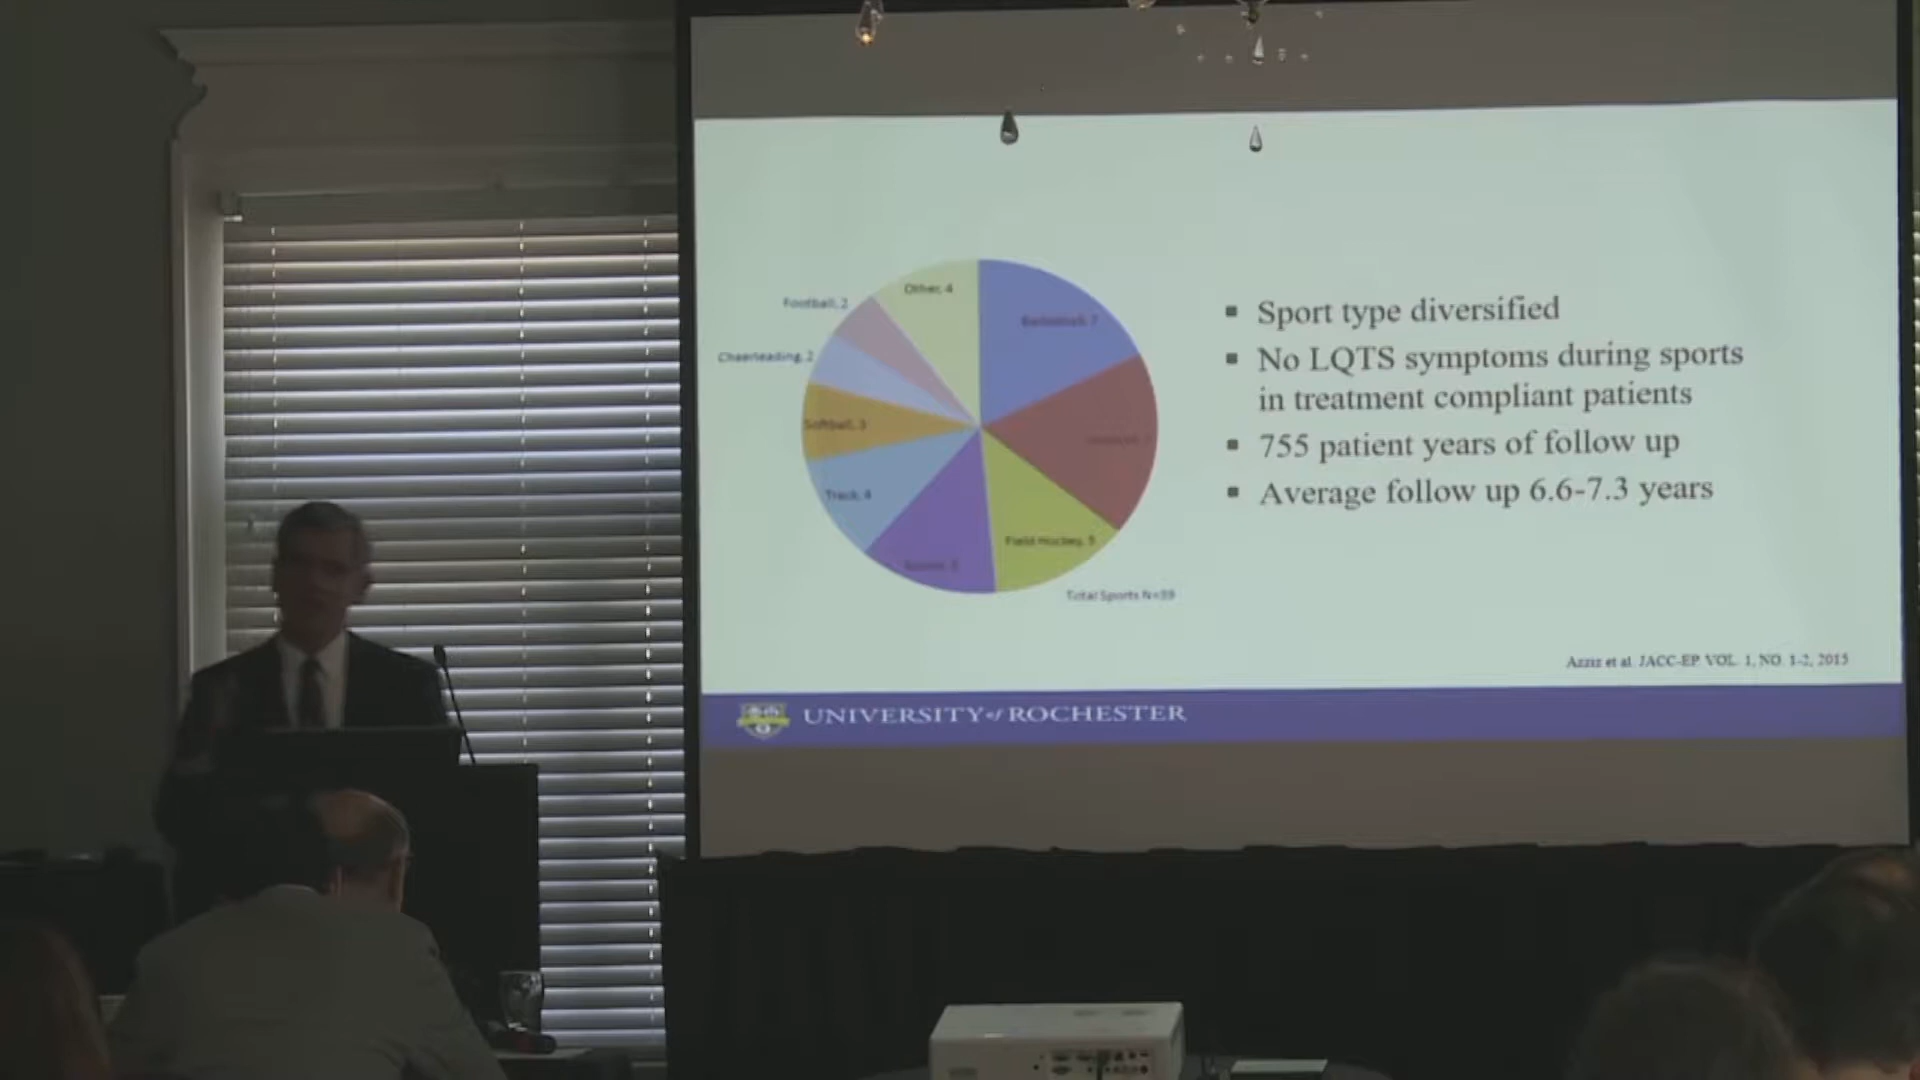 Other, 4
Football, 2
Cheerleading, 2
Softball, 3
Track, 4
Field Hockey, 5
Total Sports N=39
▪ Sport type diversified
▪ No LQTS symptoms during sports
in treatment compliant patients
▪ 755 patient years of follow up
▪ Average follow up 6.6-7.3 years
Aziz et al. JACC-EP VOL. 1, NO. 1-2, 2015
UNIVERSITY of ROCHESTER